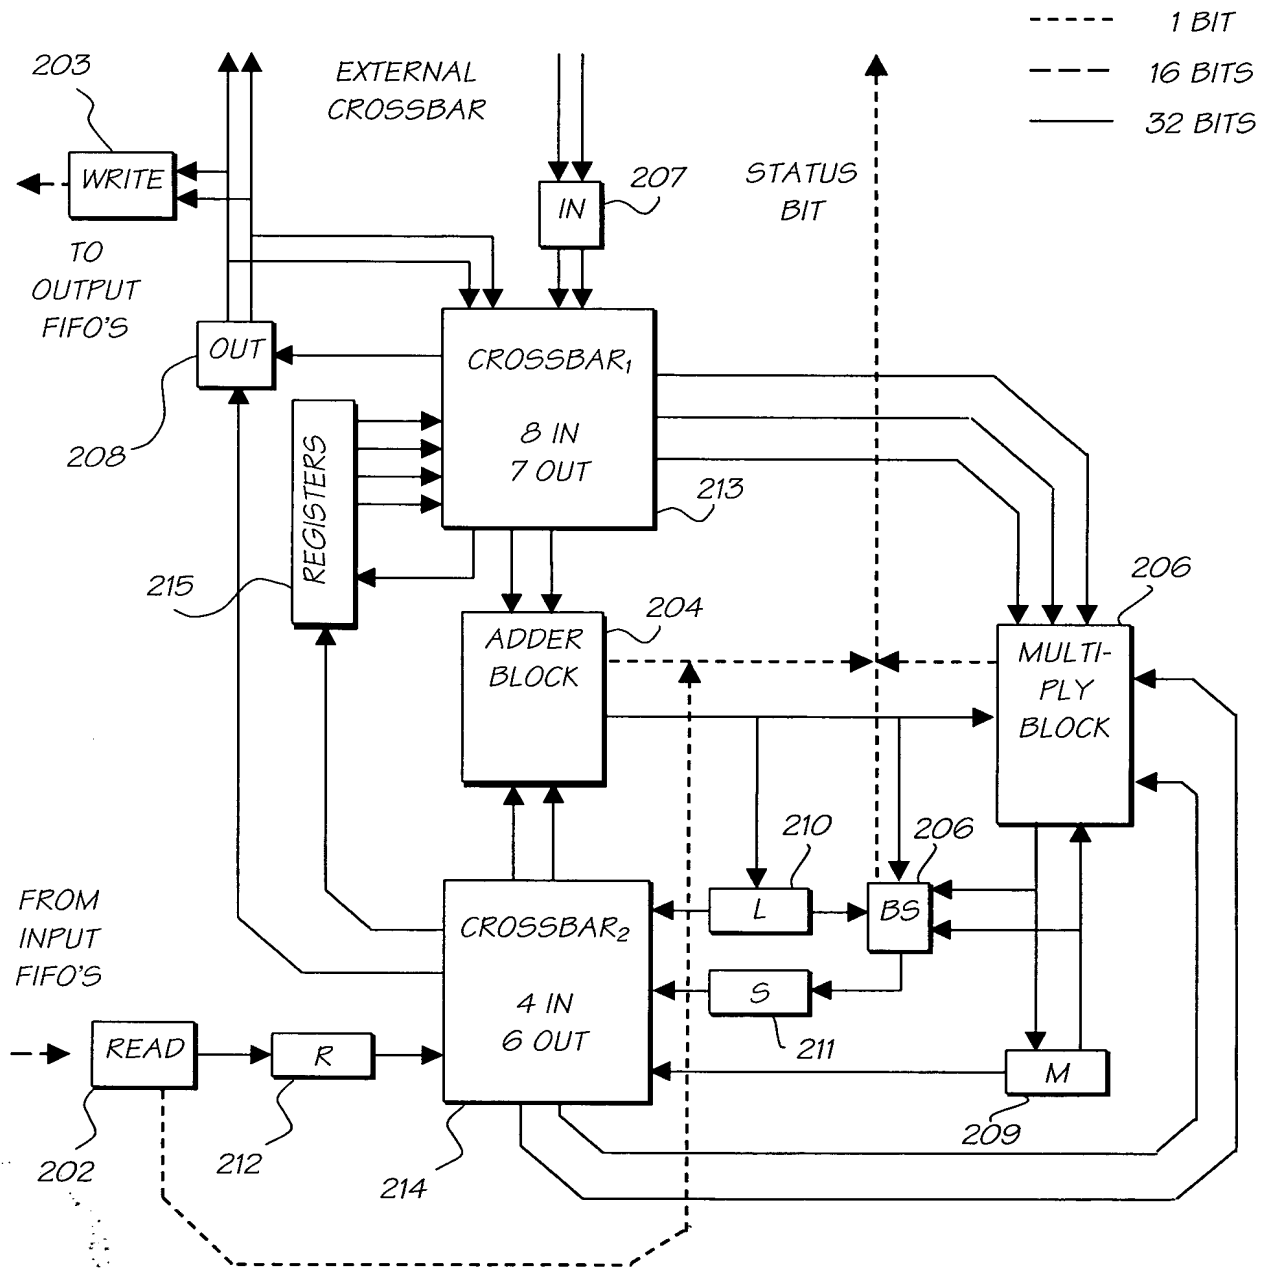 1 BIT
16 BITS
32 BITS
203
EXTERNAL
CROSSBAR
WRITE
IN
207
STATUS
BIT
TO
OUTPUT
FIFO'S
OUT
208
CROSSBAR1
8 IN
7 OUT
213
REGISTERS
215
206
204
ADDER
BLOCK
MULTI-
PLY
BLOCK
210
206
FROM
INPUT
FIFO'S
CROSSBAR2
4 IN
6 OUT
L
BS
S
211
READ
R
M
209
202
212
214